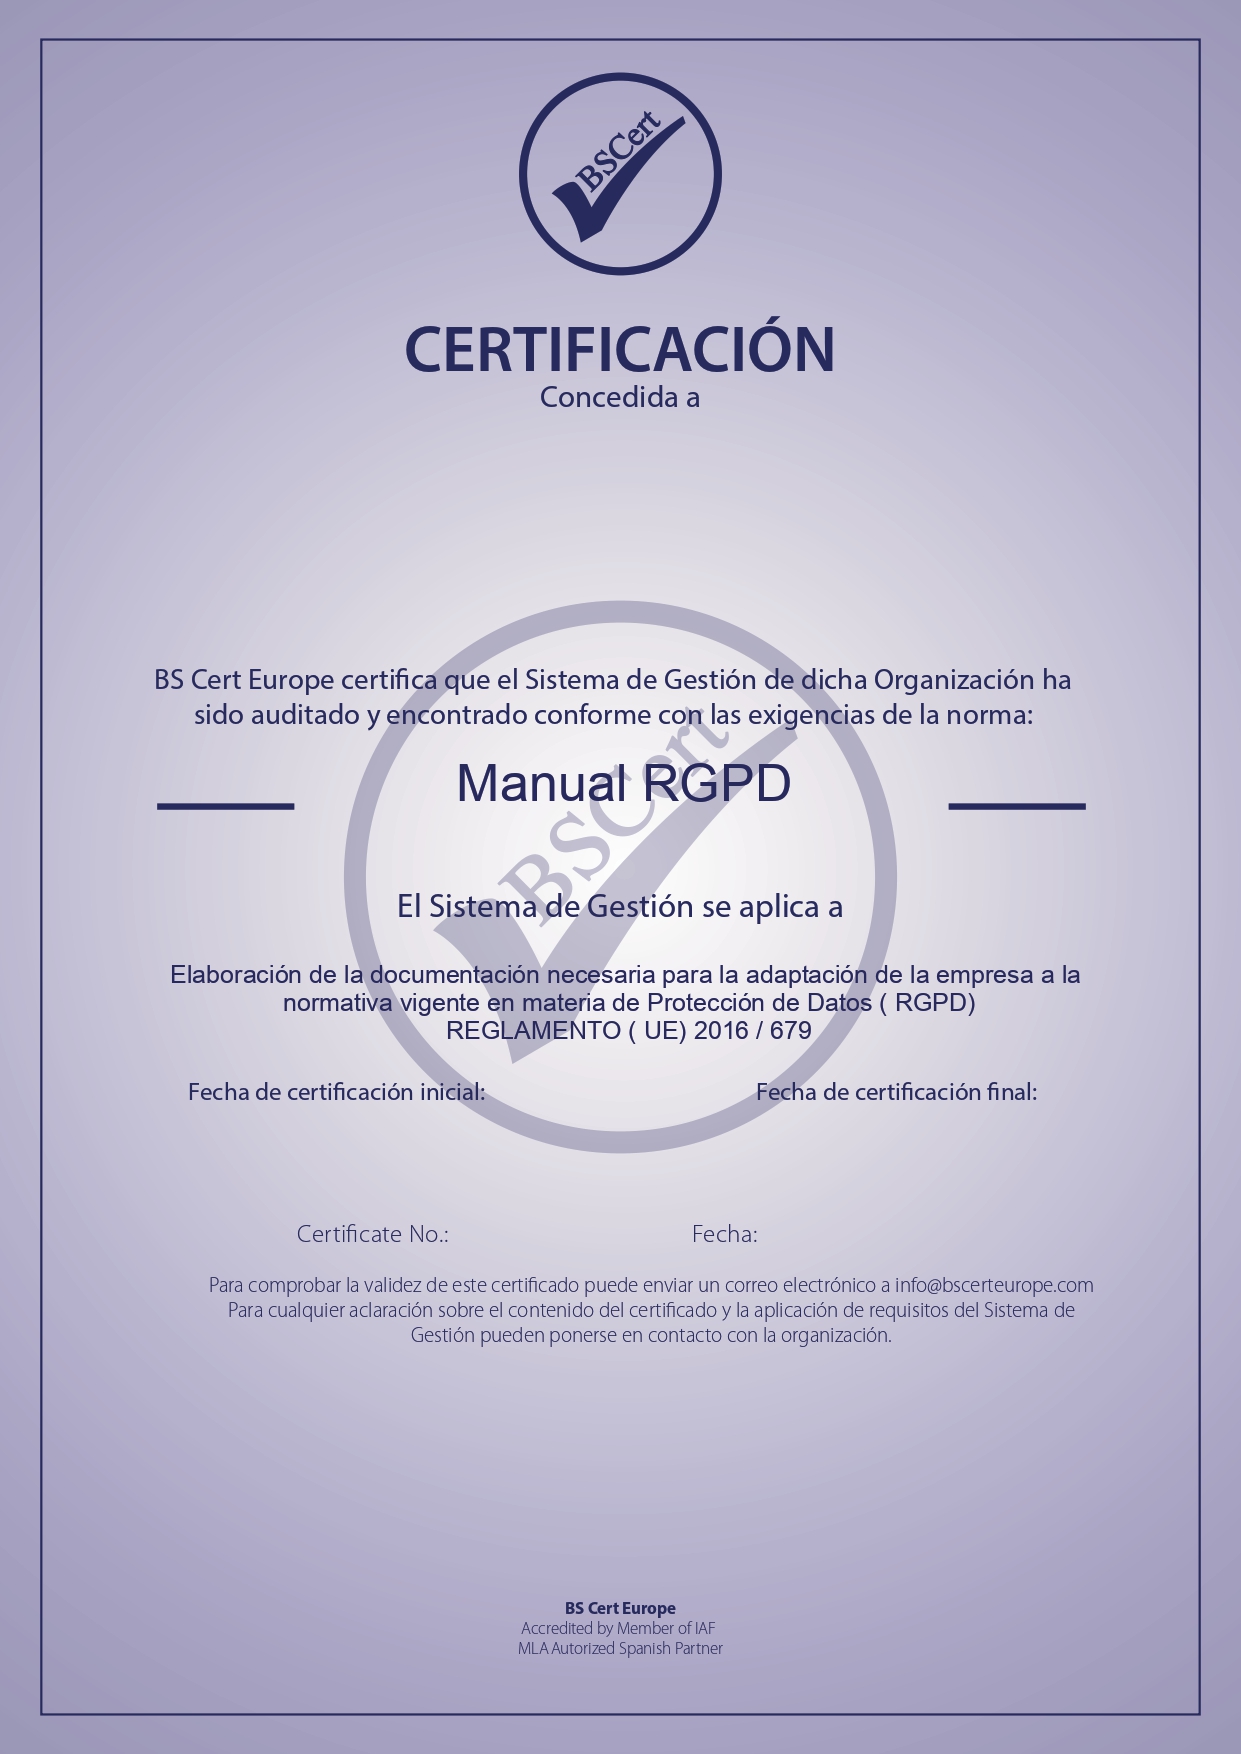 BSCert
CERTIFICACIÓN
Concedida a
BS Cert Europe certifica que el Sistema de Gestión de dicha Organización ha
sido auditado y encontrado conforme con las exigencias de la norma:
Manual RGPD
BSCert
El Sistema de Gestión se aplica a
Elaboración de la documentación necesaria para la adaptación de la empresa a la
normativa vigente en materia de Protección de Datos ( RGPD)
REGLAMENTO ( UE) 2016 / 679
Fecha de certificación inicial: Fecha de certificación final:
Certificate No.: Fecha:
Para comprobar la validez de este certificado puede enviar un correo electrónico a info@bscerteurope.com
Para cualquier aclaración sobre el contenido del certificado y la aplicación de requisitos del Sistema de
Gestión pueden ponerse en contacto con la organización.
BS Cert Europe
Accredited by Member of IAF
MLA Autorized Spanish Partner